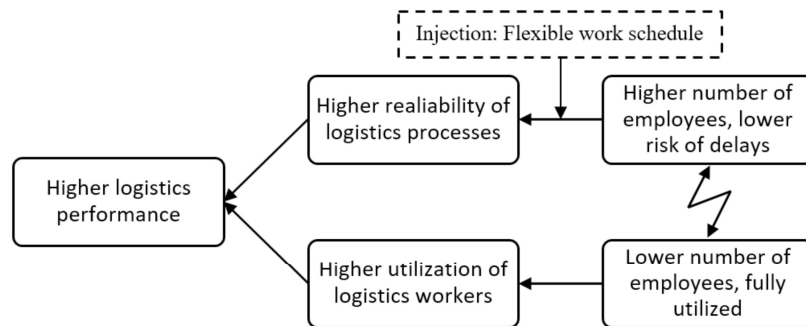 Injection: Flexible work schedule
Higher realiability of
logistics processes
Higher number of
employees, lower
risk of delays
Higher logistics
performance
Higher utilization of
logistics workers
Lower number of
employees, fully
utilized